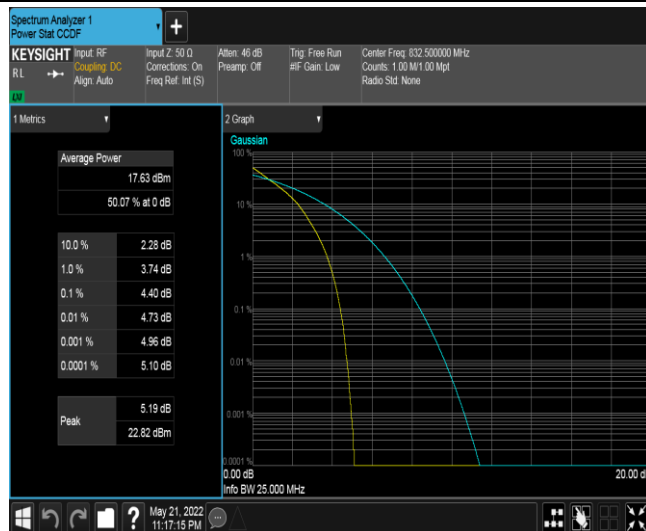 Spectrum Analyzer 1
Power Stat CCDF
+
KEYSIGHT
RL
Input: RF
Coupling: DC
Align: Auto
Input Z: 50 Ω
Corrections: On
Freq Ref: Int (S)
Atten: 46 dB
Preamp: Off
Trig: Free Run
#IF Gain: Low
Center Freq: 832.500000 MHz
Counts: 1.00 M/1.00 Mpt
Radio Std: None
1 Metrics
Average Power
17.63 dBm
50.07 % at 0 dB
10.0 % 2.28 dB
1.0 % 3.74 dB
0.1 % 4.40 dB
0.01 % 4.73 dB
0.001 % 4.96 dB
0.0001 % 5.10 dB
Peak
5.19 dB
22.82 dBm
2 Graph
Gaussian
100 %
10 %
1 %
0.1 %
0.01 %
0.001 %
0.0001 %
0.00 dB
20.00 d
Info BW 25.000 MHz
?
May 21, 2022
11:17:15 PM